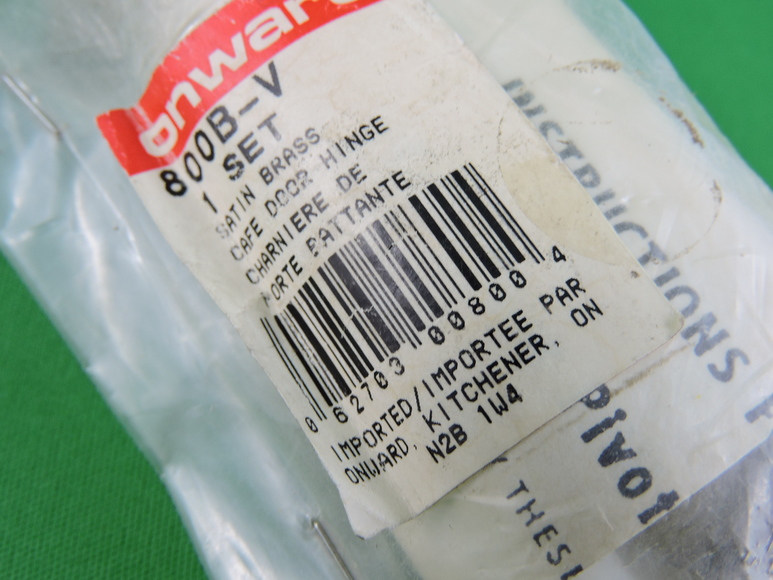 onward
800B-V
1 SET
SATIN BRASS
CAFE DOOR HINGE
CHARNIERE DE
PORTE BATTANTE
0 62703 00800 4
IMPORTED/IMPORTEE PAR
ONWARD, KITCHENER, ON
N2B 1W4
INSTRUCTIONS
Pivot
THESE